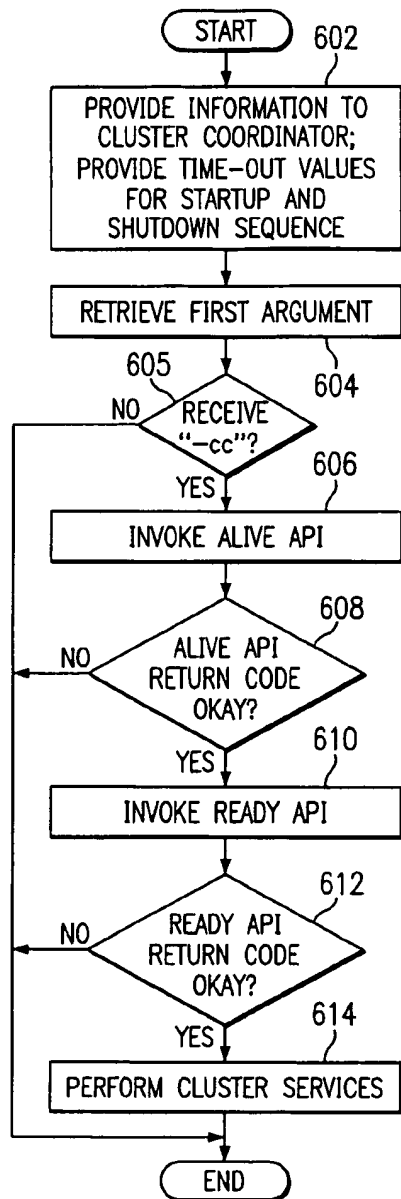 START
602
PROVIDE INFORMATION TO
CLUSTER COORDINATOR;
PROVIDE TIME-OUT VALUES
FOR STARTUP AND
SHUTDOWN SEQUENCE
RETRIEVE FIRST ARGUMENT
604
605
NO
RECEIVE
“-cc”?
YES
606
INVOKE ALIVE API
608
NO
ALIVE API
RETURN CODE
OKAY?
YES
610
INVOKE READY API
612
NO
READY API
RETURN CODE
OKAY?
YES
614
PERFORM CLUSTER SERVICES
END